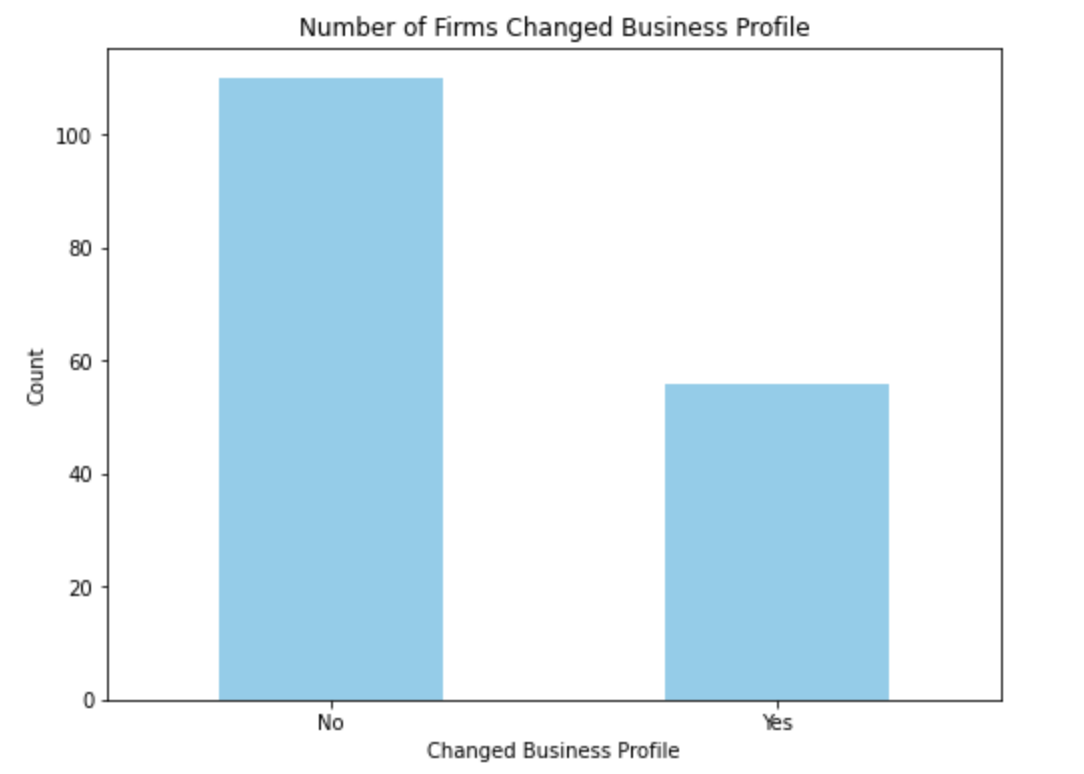 Number of Firms Changed Business Profile
100
80
60
40
20
0
Count
No Yes
Changed Business Profile